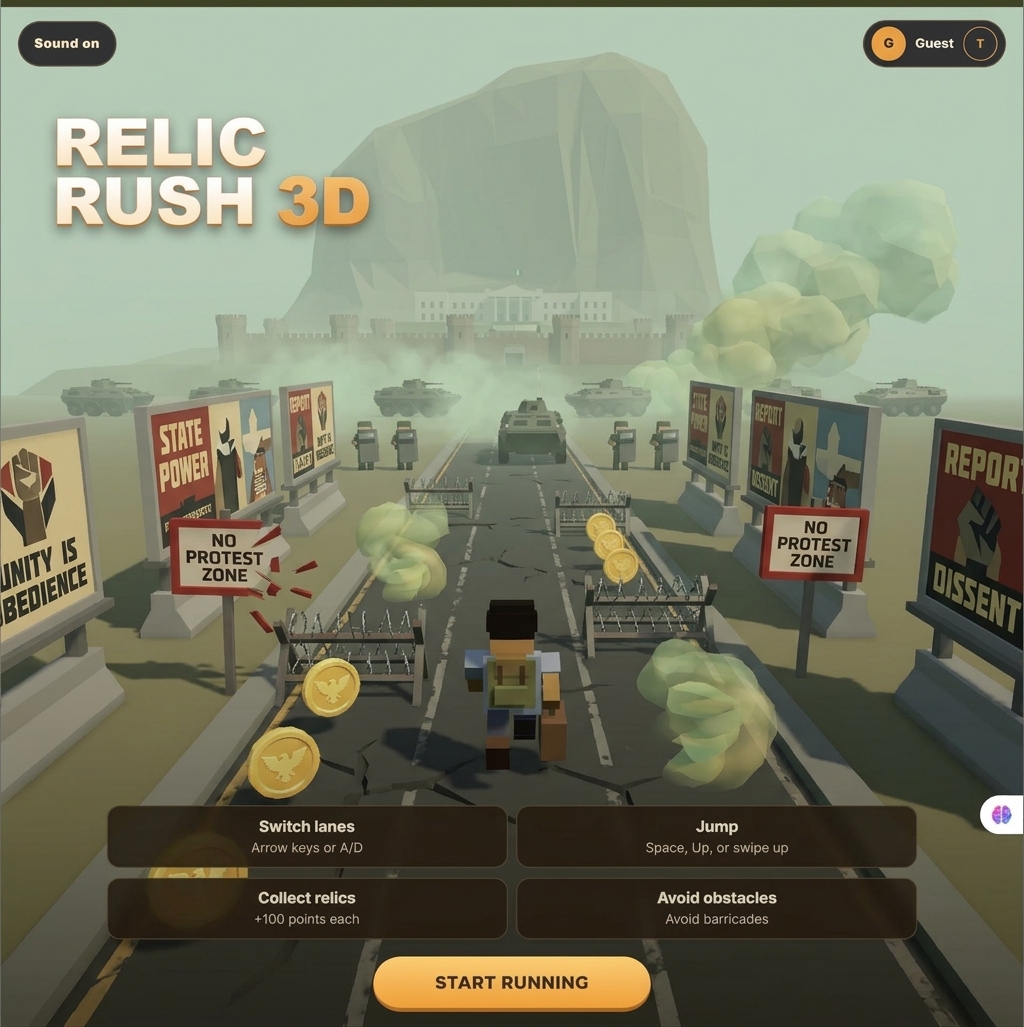 Sound on
G
Guest
T
RELIC
RUSH 3D
STATE
POWER
REPORT
STATE
POWER
REPORT
DISSENT
REPORT
DISSENT
UNITY IS
OBEDIENCE
NO
PROTEST
ZONE
NO
PROTEST
ZONE
Switch lanes
Arrow keys or A/D
Jump
Space, Up, or swipe up
Collect relics
+100 points each
Avoid obstacles
Avoid barricades
START RUNNING